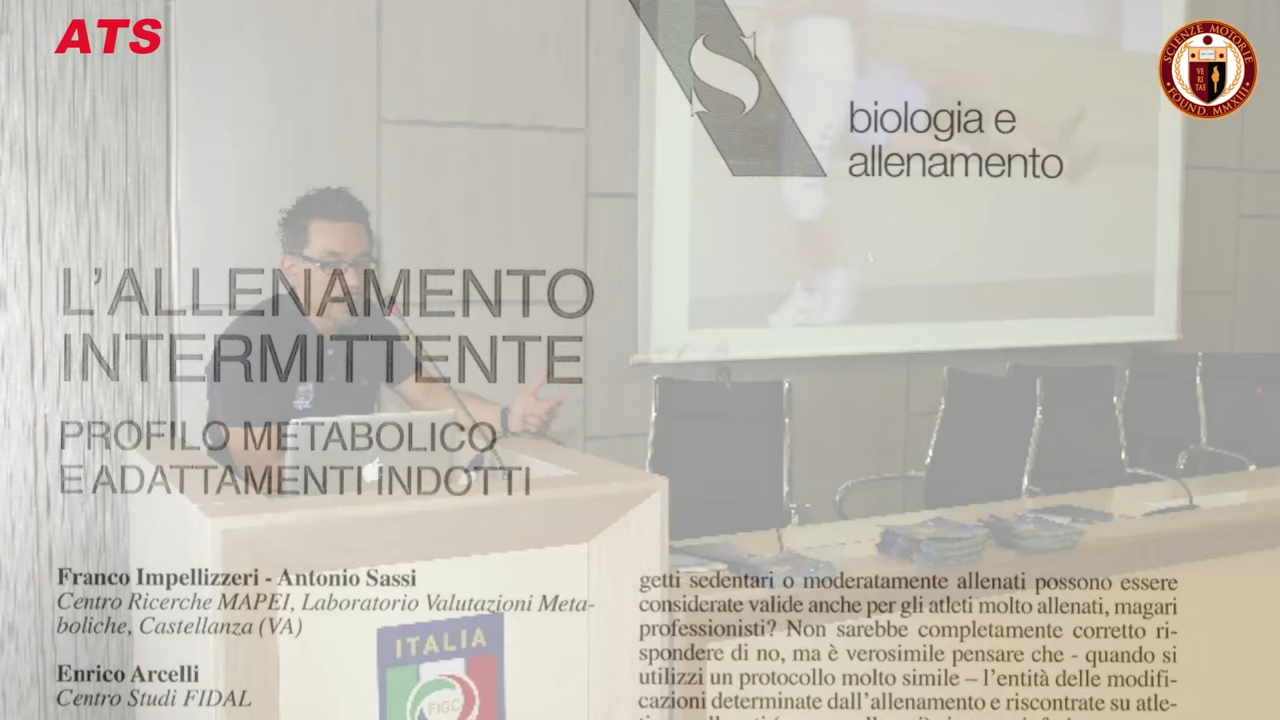 ATS
SCIENZE MOTORIE
VE
RI
TAS
FOUND. MMXIII
S
biologia e
allenamento
L'ALLENAMENTO
INTERMITTENTE
PROFILO METABOLICO
E ADATTAMENTI INDOTTI
Franco Impellizzeri - Antonio Sassi
Centro Ricerche MAPEI, Laboratorio Valutazioni Meta-
boliche, Castellanza (VA)
Enrico Arcelli
Centro Studi FIDAL
getti sedentari o moderatamente allenati possono essere
considerate valide anche per gli atleti molto allenati, magari
professionisti? Non sarebbe completamente corretto ri-
spondere di no, ma è verosimile pensare che - quando si
utilizzi un protocollo molto simile – l'entità delle modifi-
cazioni determinate dall'allenamento e riscontrate su atle-
ITALIA
FIGC